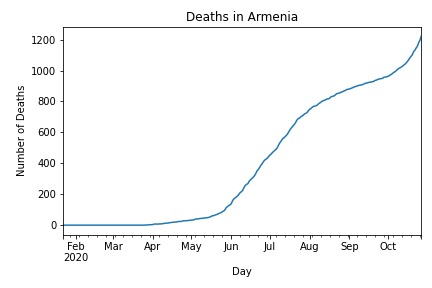 Deaths in Armenia
1200
1000
800
600
400
200
0
Number of Deaths
Feb Mar Apr May Jun Jul Aug Sep Oct
2020
Day